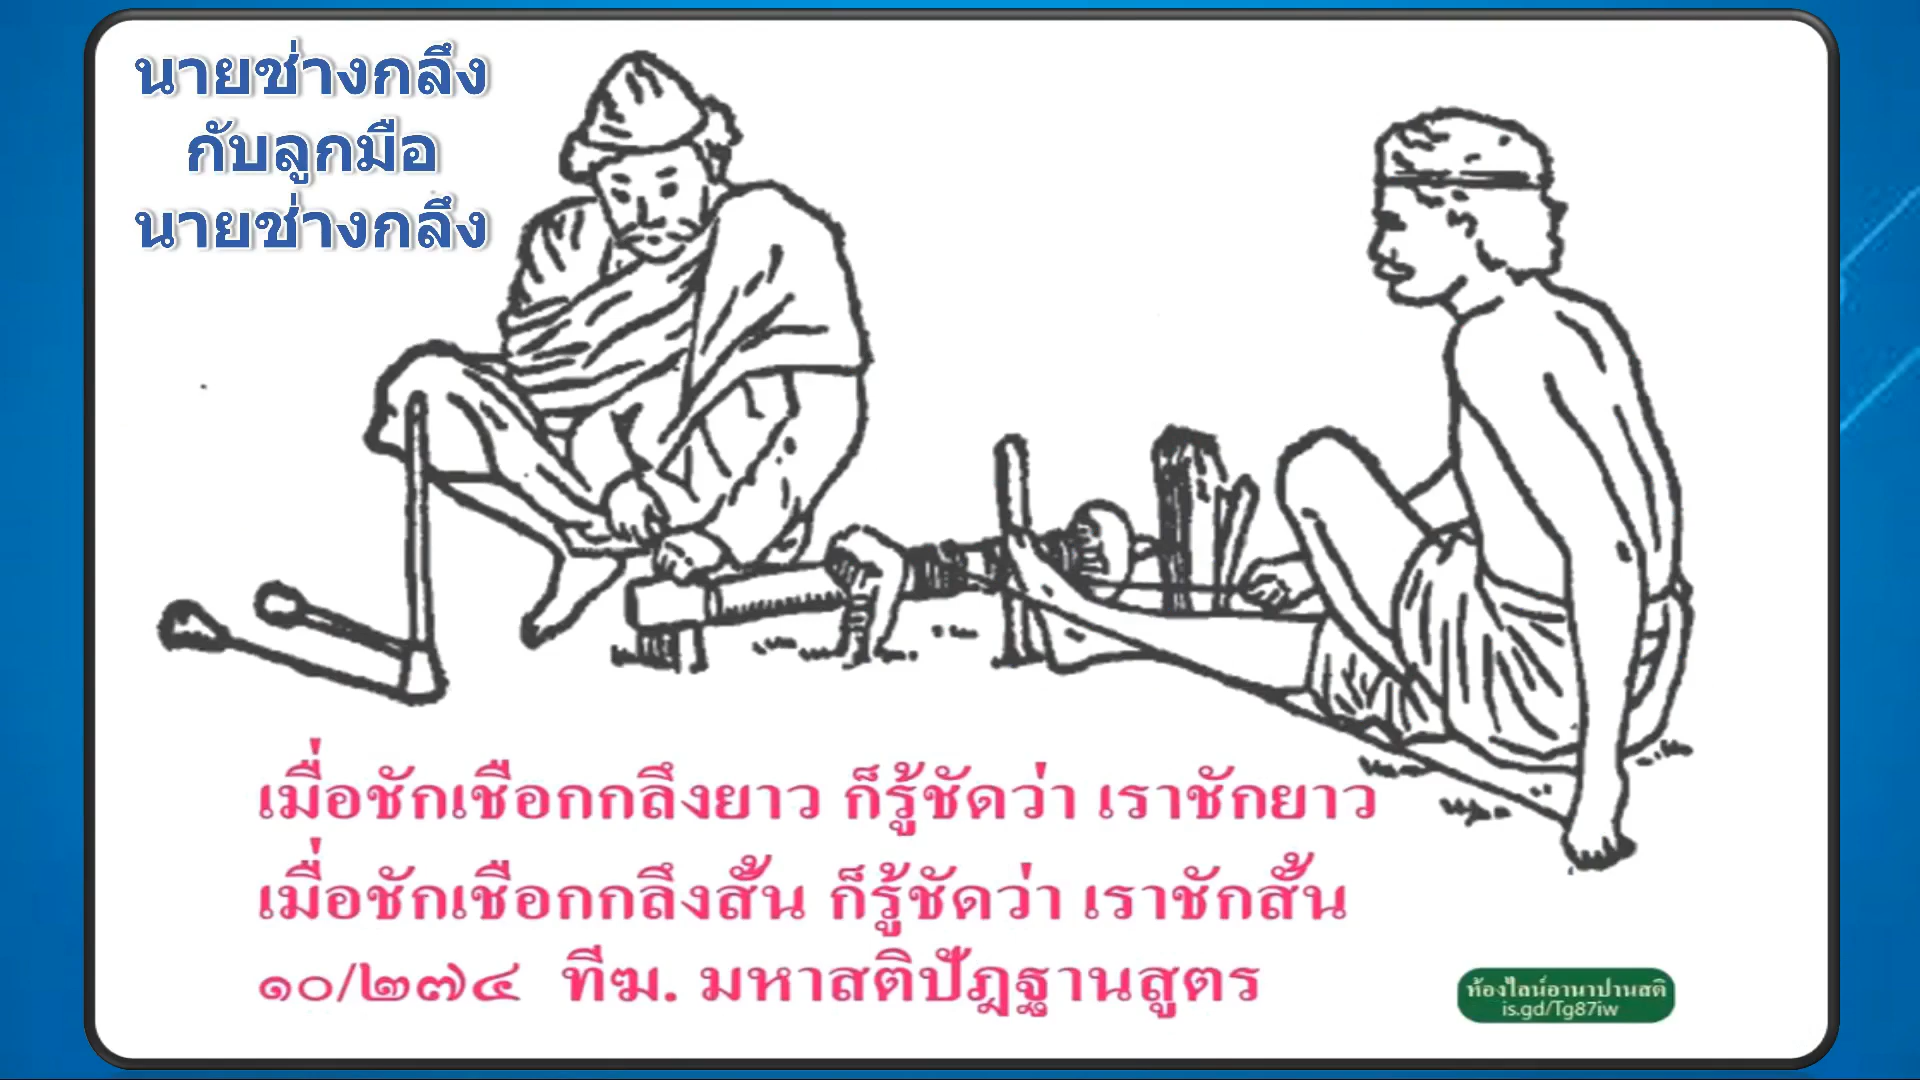 นายช่างกลึง
กับลูกมือ
นายช่างกลึง
เมื่อชักเชือกกลึงยาว ก็รู้ชัดว่า เราชักยาว
เมื่อชักเชือกกลึงสั้น ก็รู้ชัดว่า เราชักสั้น
๑๐/๒๗๔ ทีฆ. มหาสติปัฎฐานสูตร
ห้องไลน์อานาปานสติ
is.gd/Tg87iw